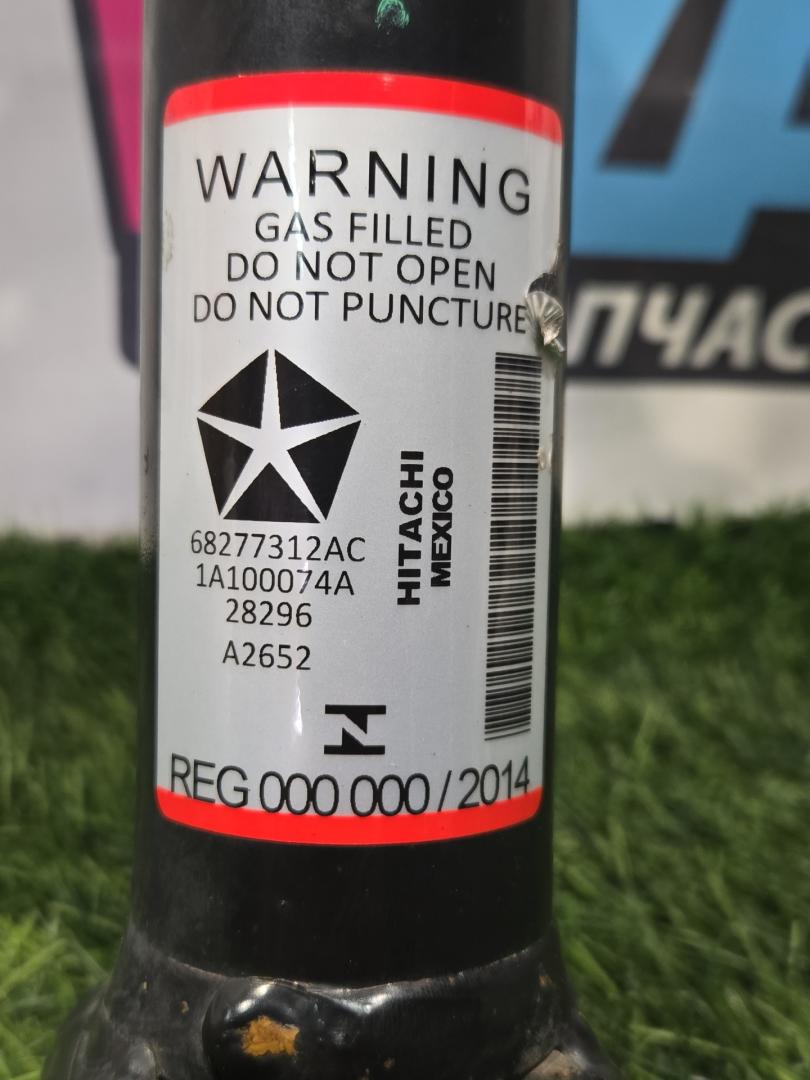 WARNING
GAS FILLED
DO NOT OPEN
DO NOT PUNCTURE
68277312AC
1A100074A
28296
A2652
HITACHI
MEXICO
REG 000 000 / 2014
ПЧАС